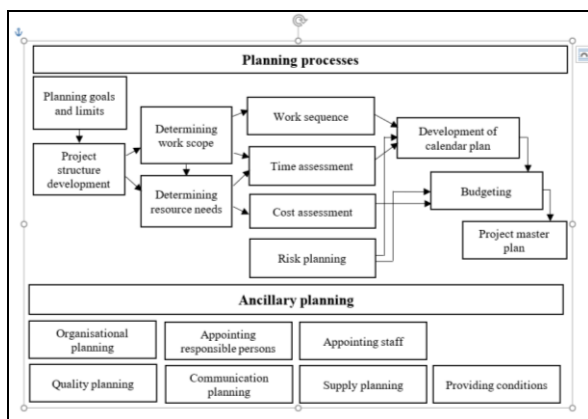 Planning processes
Planning goals
and limits
Project
structure
development
Determining
work scope
Determining
resource needs
Work sequence
Time assessment
Cost assessment
Risk planning
Development of
calendar plan
Budgeting
Project master
plan
Ancillary planning
Organisational
planning
Appointing
responsible persons
Appointing staff
Quality planning
Communication
planning
Supply planning
Providing conditions